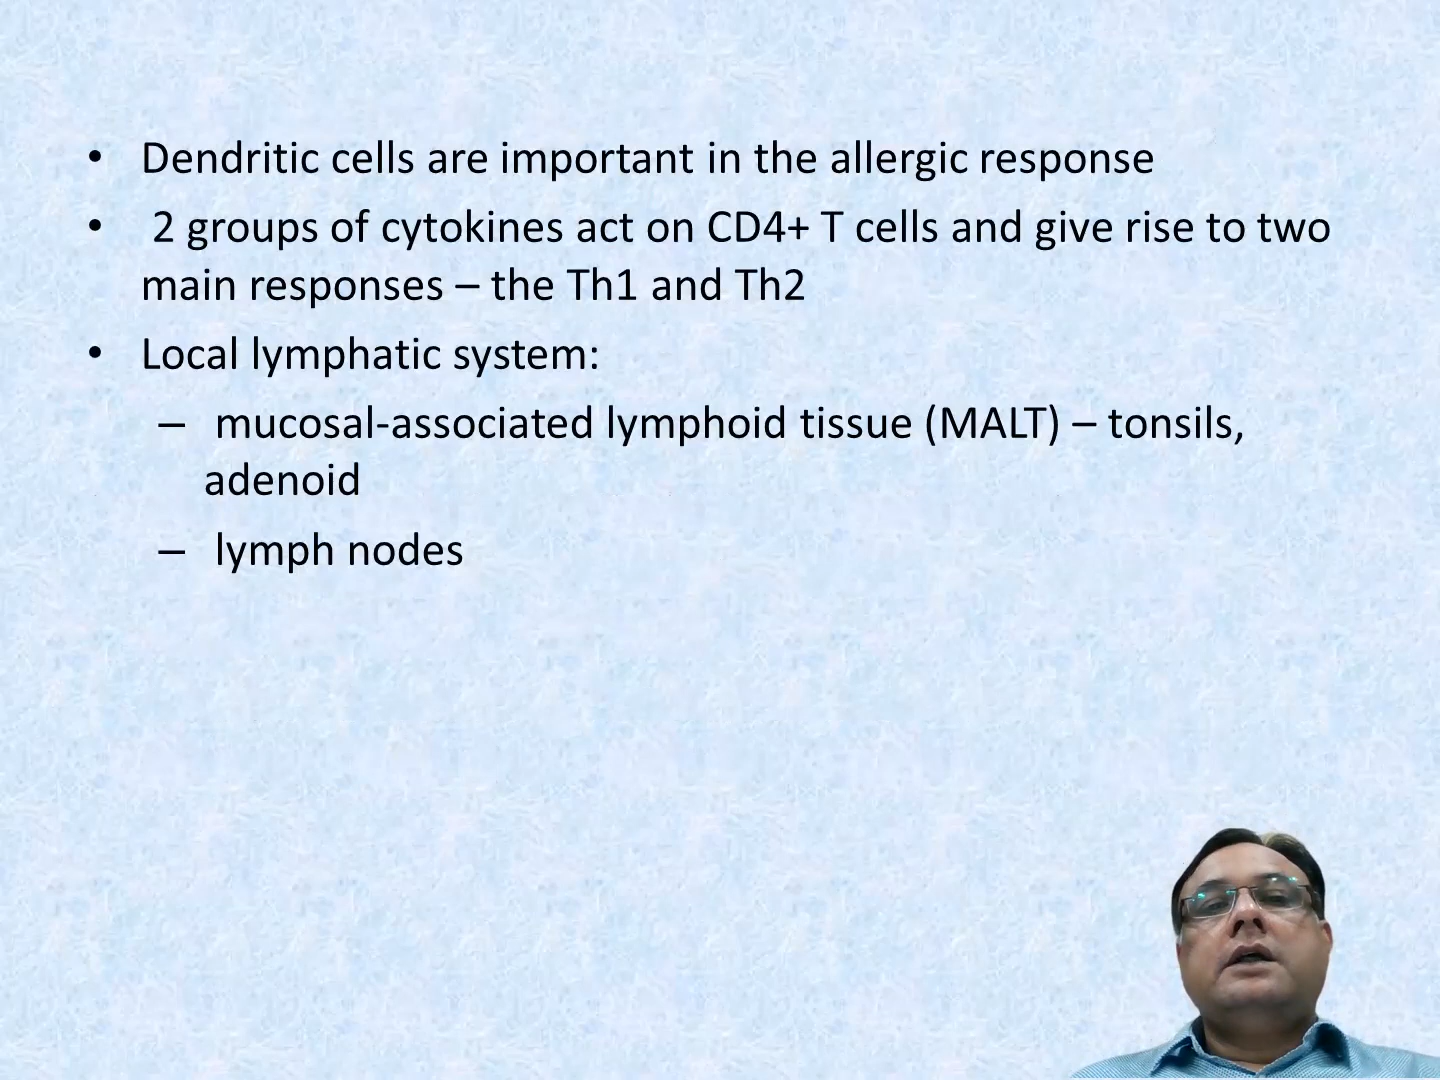 • Dendritic cells are important in the allergic response
• 2 groups of cytokines act on CD4+ T cells and give rise to two
main responses – the Th1 and Th2
• Local lymphatic system:
– mucosal-associated lymphoid tissue (MALT) – tonsils,
adenoid
– lymph nodes